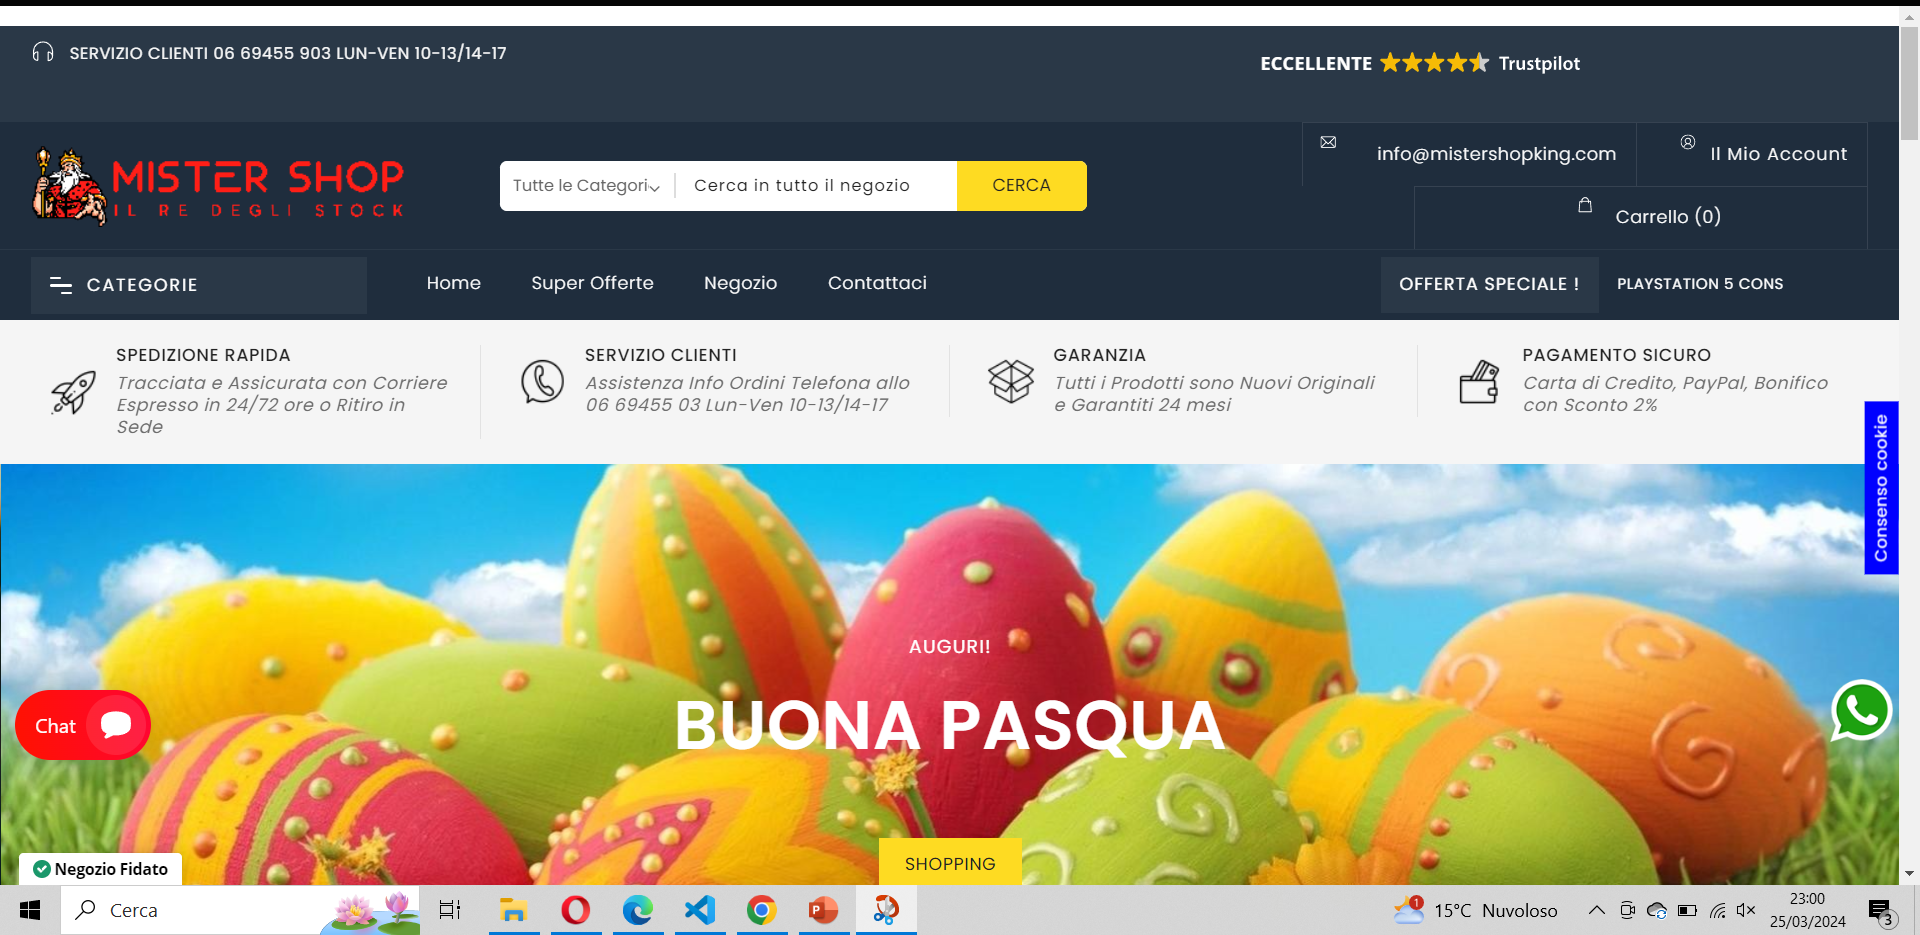 SERVIZIO CLIENTI 06 69455 903 LUN-VEN 10-13/14-17
ECCELLENTE Trustpilot
MISTER SHOP
IL RE DEGLI STOCK
Tutte le Categori
Cerca in tutto il negozio
CERCA
info@mistershopking.com
Il Mio Account
Carrello (0)
CATEGORIE
Home
Super Offerte
Negozio
Contattaci
OFFERTA SPECIALE !
PLAYSTATION 5 CONS
SPEDIZIONE RAPIDA
Tracciata e Assicurata con Corriere
Espresso in 24/72 ore o Ritiro in
Sede
SERVIZIO CLIENTI
Assistenza Info Ordini Telefona allo
06 69455 03 Lun-Ven 10-13/14-17
GARANZIA
Tutti i Prodotti sono Nuovi Originali
e Garantiti 24 mesi
PAGAMENTO SICURO
Carta di Credito, PayPal, Bonifico
con Sconto 2%
Consenso cookie
AUGURI!
BUONA PASQUA
Chat
SHOPPING
Negozio Fidato
Cerca
P
1
15°C Nuvoloso
23:00
25/03/2024
3